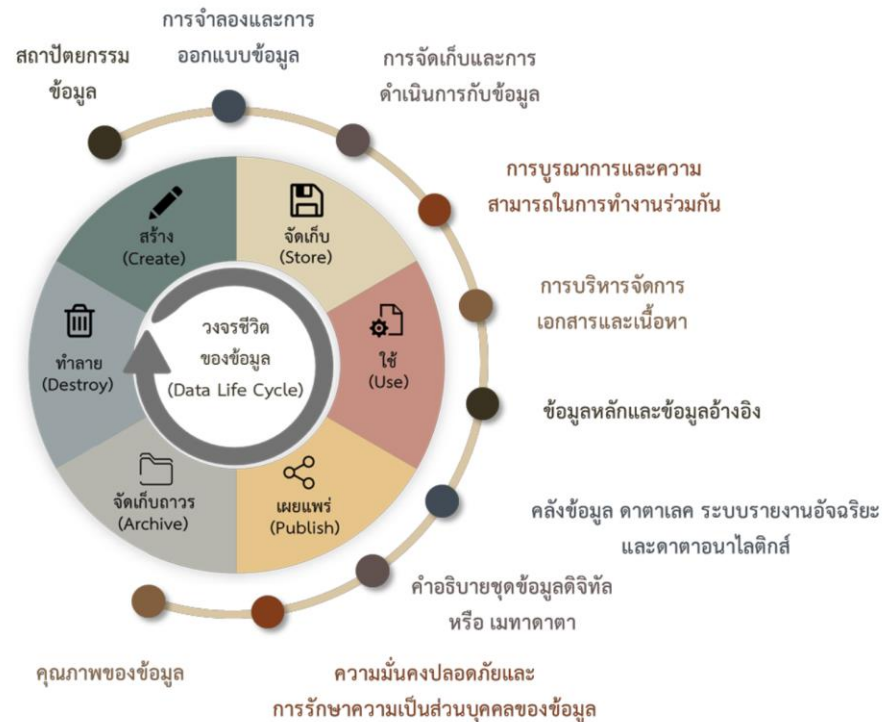 การจำลองและการ
ออกแบบข้อมูล
สถาปัตยกรรม
ข้อมูล
การจัดเก็บและการ
ดำเนินการกับข้อมูล
การบูรณาการและความ
สามารถในการทำงานร่วมกัน
การบริหารจัดการ
เอกสารและเนื้อหา
ข้อมูลหลักและข้อมูลอ้างอิง
คลังข้อมูล ดาตาเลค ระบบรายงานอัจฉริยะ
และดาตาอนาไลติกส์
คำอธิบายชุดข้อมูลดิจิทัล
หรือ เมทาดาตา
ความมั่นคงปลอดภัยและ
การรักษาความเป็นส่วนบุคคลของข้อมูล
คุณภาพของข้อมูล
สร้าง
(Create)
จัดเก็บ
(Store)
ใช้
(Use)
เผยแพร่
(Publish)
จัดเก็บถาวร
(Archive)
ทำลาย
(Destroy)
วงจรชีวิต
ของข้อมูล
(Data Life Cycle)